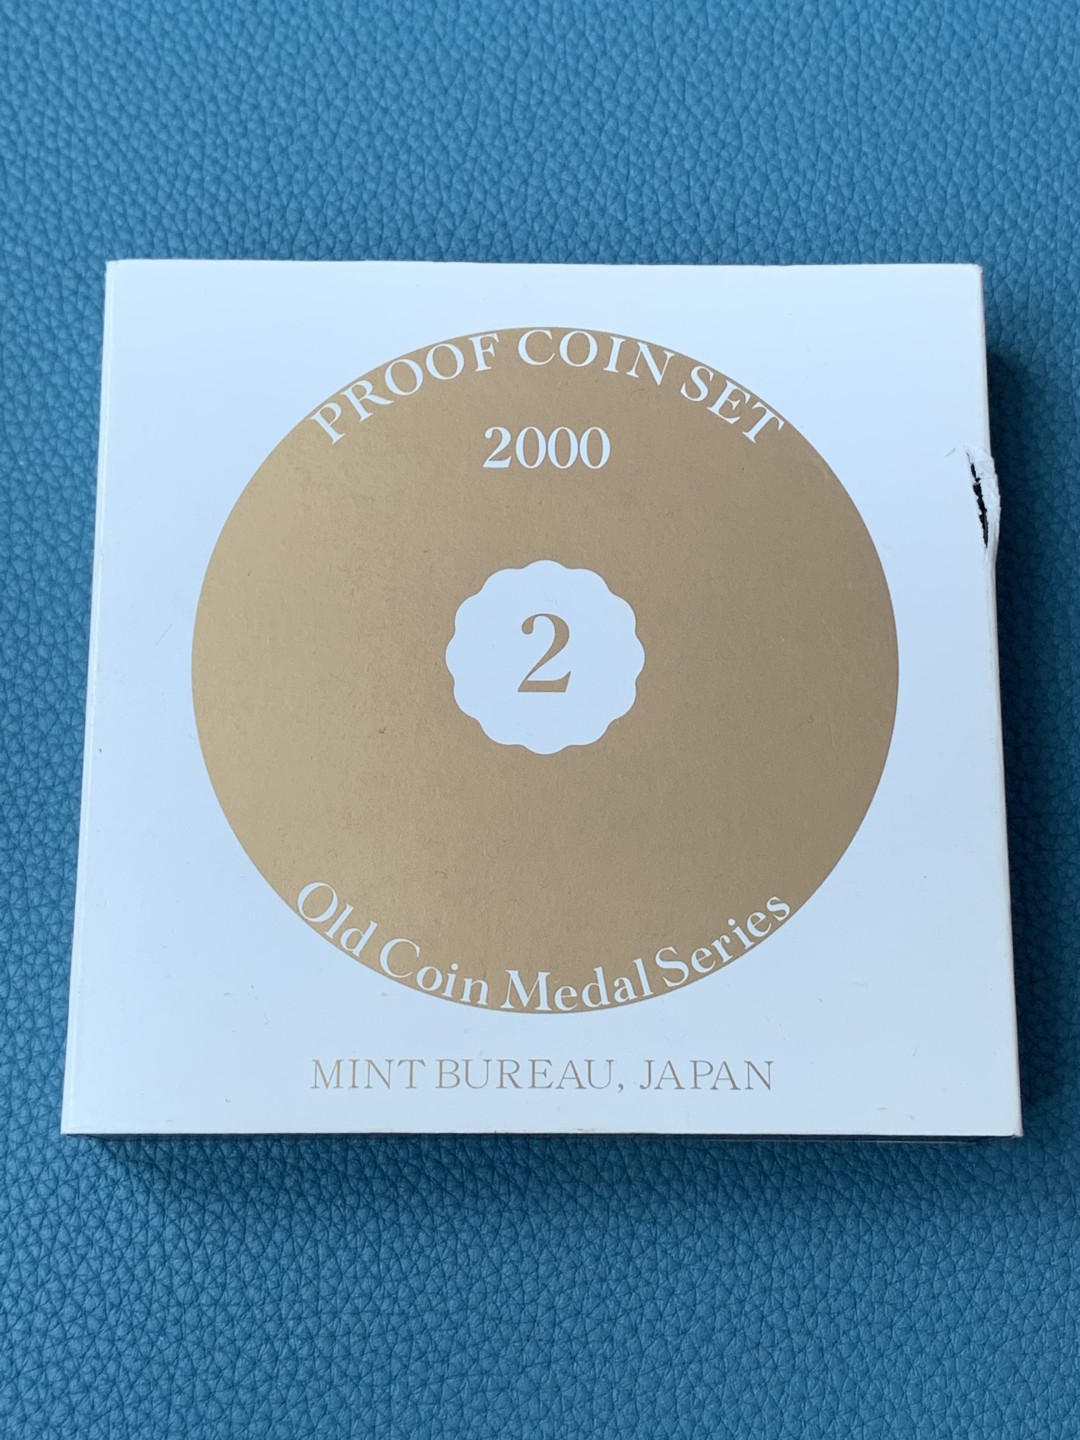 PROOF COIN SET
2000
2
Old Coin Medal Series
MINT BUREAU, JAPAN